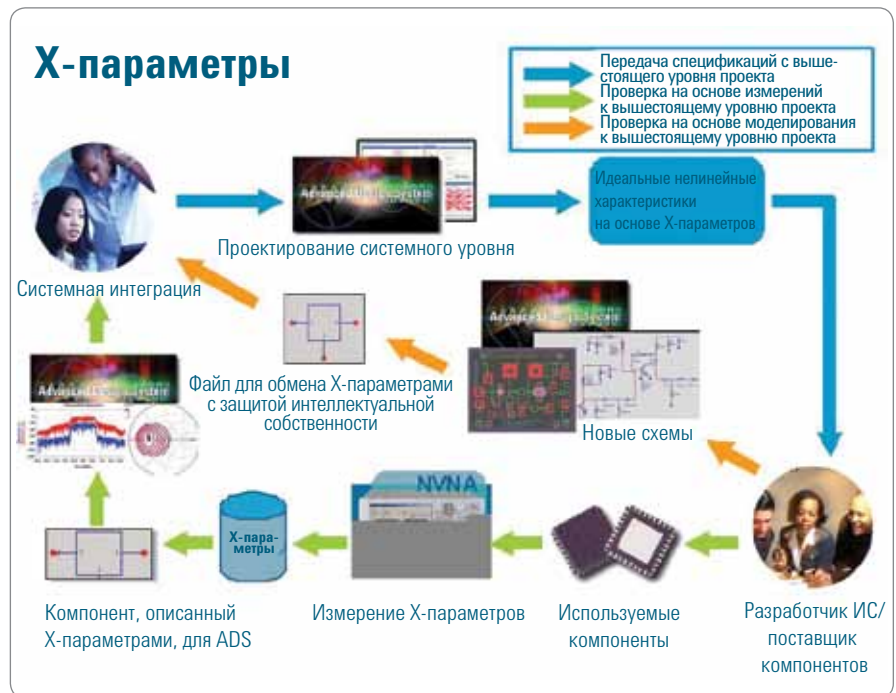 X-параметры
Передача спецификаций с выше-
стоящего уровня проекта
Проверка на основе измерений
к вышестоящему уровню проекта
Проверка на основе моделирования
к вышестоящему уровню проекта
Идеальные нелинейные
характеристики
на основе X-параметров
Проектирование системного уровня
Системная интеграция
Файл для обмена X-параметрами
с защитой интеллектуальной
собственности
Новые схемы
NVNA
X-пара-
метры
Компонент, описанный
X-параметрами, для ADS
Измерение X-параметров
Используемые
компоненты
Разработчик ИС/
поставщик
компонентов